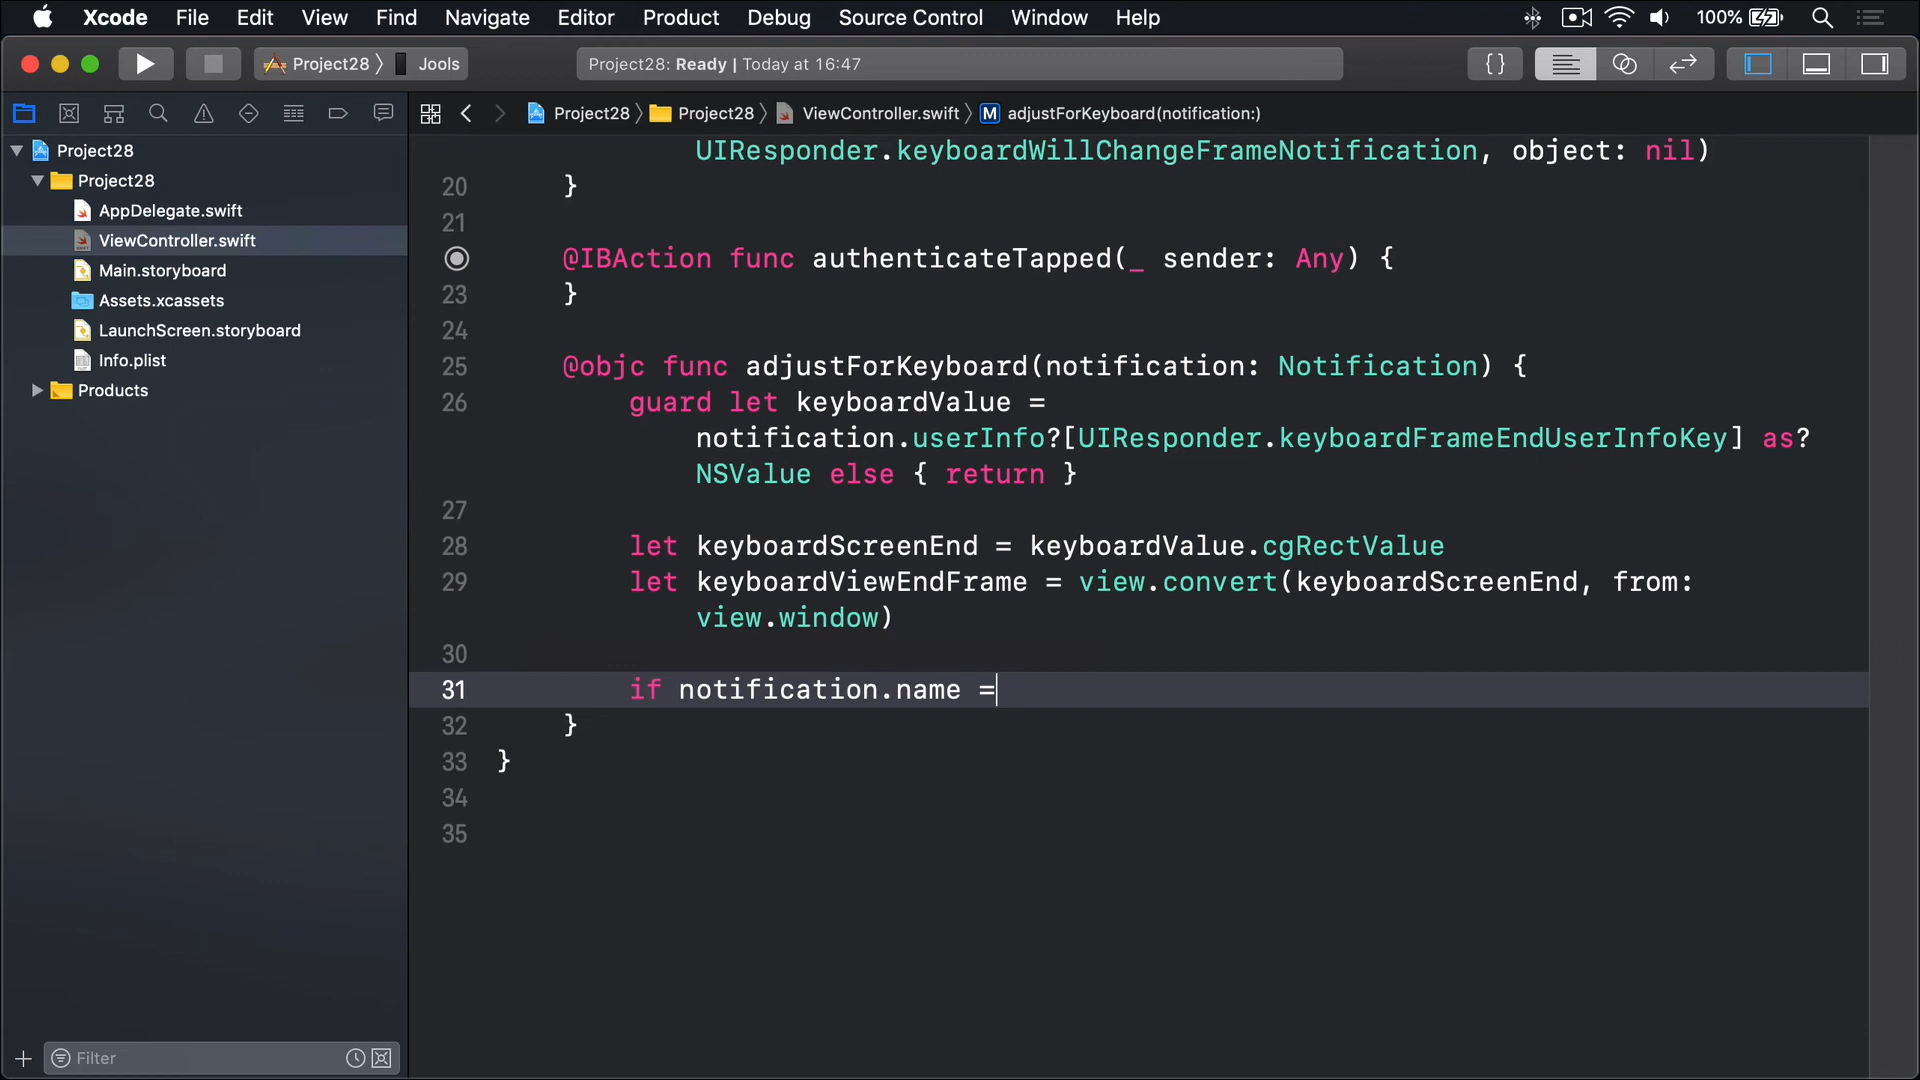 Xcode File Edit View Find Navigate Editor Product Debug Source Control Window Help 100%
Project28 〉 Jools
Project28: Ready | Today at 16:47
{ }
Project28 〉 Project28 〉 ViewController.swift 〉 M adjustForKeyboard(notification:)
Project28
Project28
AppDelegate.swift
ViewController.swift
Main.storyboard
Assets.xcassets
LaunchScreen.storyboard
Info.plist
Products
Filter
UIResponder.keyboardWillChangeFrameNotification, object: nil)
20 }
21
@IBAction func authenticateTapped(_ sender: Any) {
23 }
24
25 @objc func adjustForKeyboard(notification: Notification) {
26 guard let keyboardValue =
notification.userInfo?[UIResponder.keyboardFrameEndUserInfoKey] as?
NSValue else { return }
27
28 let keyboardScreenEnd = keyboardValue.cgRectValue
29 let keyboardViewEndFrame = view.convert(keyboardScreenEnd, from:
view.window)
30
31 if notification.name =
32 }
33 }
34
35